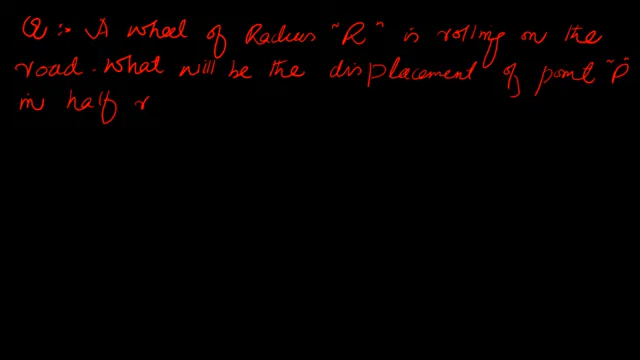 Q :- A wheel of Radius "R" is rolling on the
road. What will be the displacement of point "P"
in half r